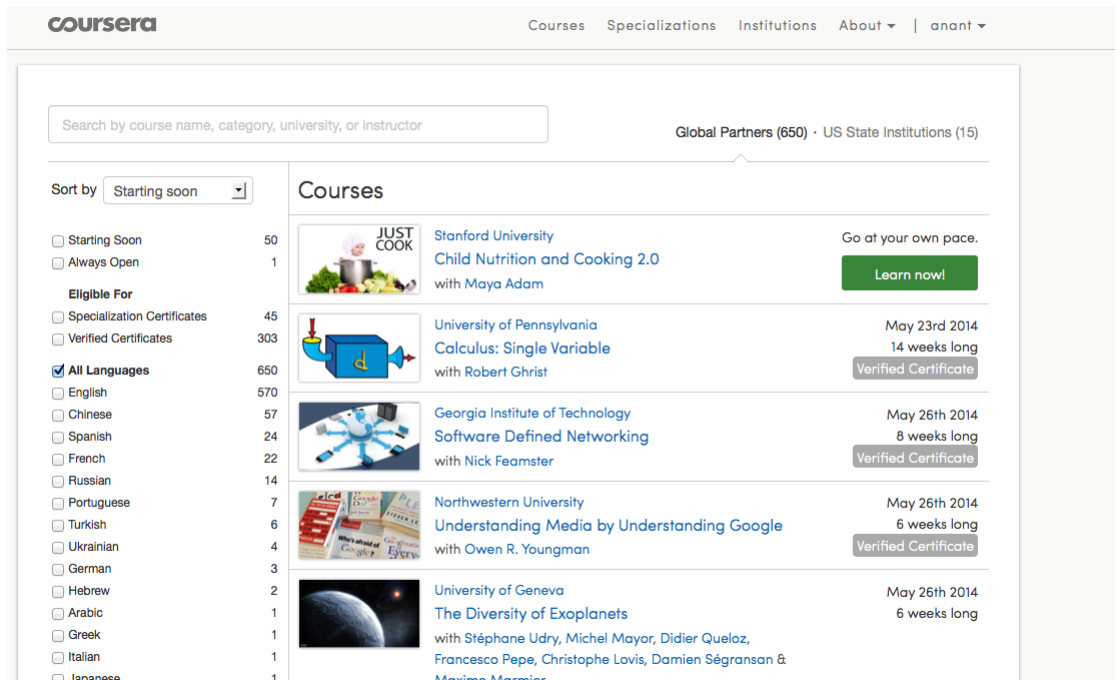 coursera
Courses Specializations Institutions About | anant
Search by course name, category, university, or instructor
Global Partners (650) · US State Institutions (15)
Sort by Starting soon
Starting Soon 50
Always Open 1
Eligible For
Specialization Certificates 45
Verified Certificates 303
All Languages 650
English 570
Chinese 57
Spanish 24
French 22
Russian 14
Portuguese 7
Turkish 6
Ukrainian 4
German 3
Hebrew 2
Arabic 1
Greek 1
Italian 1
Japanese 1
Courses
JUST
COOK
Stanford University
Child Nutrition and Cooking 2.0
with Maya Adam
Go at your own pace.
Learn now!
University of Pennsylvania
Calculus: Single Variable
with Robert Ghrist
May 23rd 2014
14 weeks long
Verified Certificate
d
Georgia Institute of Technology
Software Defined Networking
with Nick Feamster
May 26th 2014
8 weeks long
Verified Certificate
Northwestern University
Understanding Media by Understanding Google
with Owen R. Youngman
May 26th 2014
6 weeks long
Verified Certificate
Who's afraid of
Google?
University of Geneva
The Diversity of Exoplanets
with Stéphane Udry, Michel Mayor, Didier Queloz,
Francesco Pepe, Christophe Lovis, Damien Ségransan &
Maxime Marmier
May 26th 2014
6 weeks long